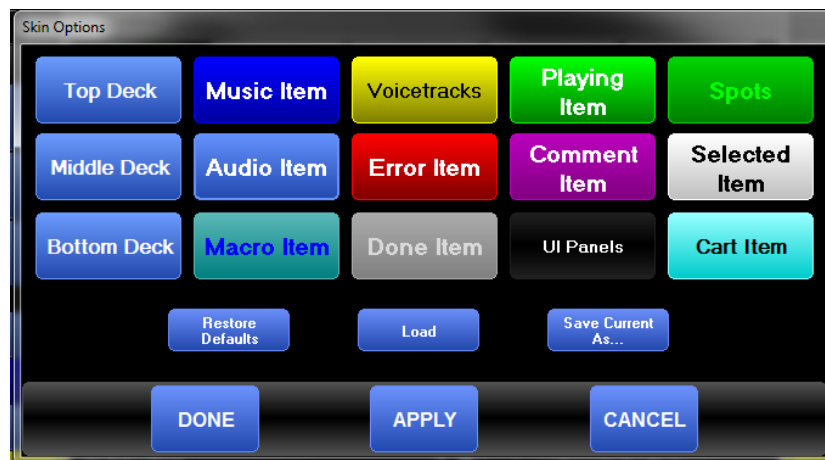 Skin Options
Top Deck
Music Item
Voicetracks
Playing
Item
Spots
Middle Deck
Audio Item
Error Item
Comment
Item
Selected
Item
Bottom Deck
Macro Item
Done Item
UI Panels
Cart Item
Restore
Defaults
Load
Save Current
As...
DONE
APPLY
CANCEL